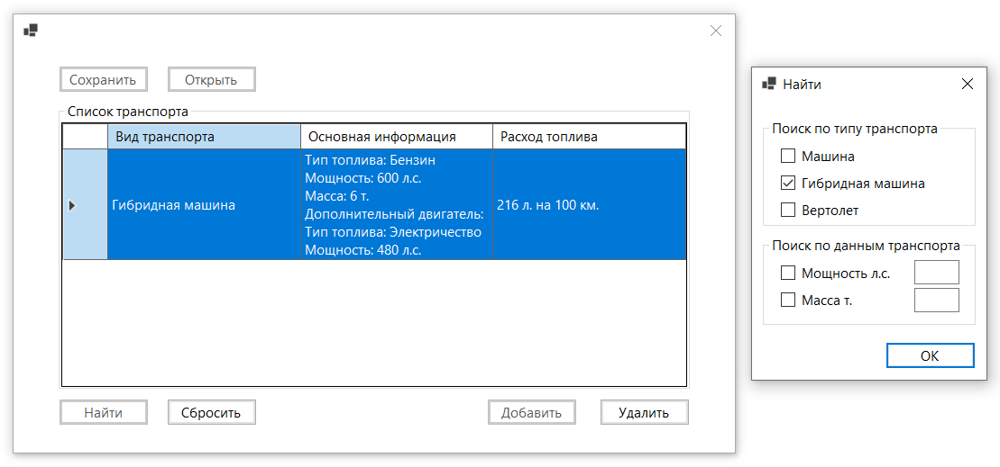 Сохранить
Открыть
Список транспорта
Вид транспорта
Основная информация
Расход топлива
Гибридная машина
Тип топлива: Бензин
Мощность: 600 л.с.
Масса: 6 т.
Дополнительный двигатель:
Тип топлива: Электричество
Мощность: 480 л.с.
216 л. на 100 км.
Найти
Сбросить
Добавить
Удалить
Найти
Поиск по типу транспорта
Машина
Гибридная машина
Вертолет
Поиск по данным транспорта
Мощность л.с.
Масса т.
ОК